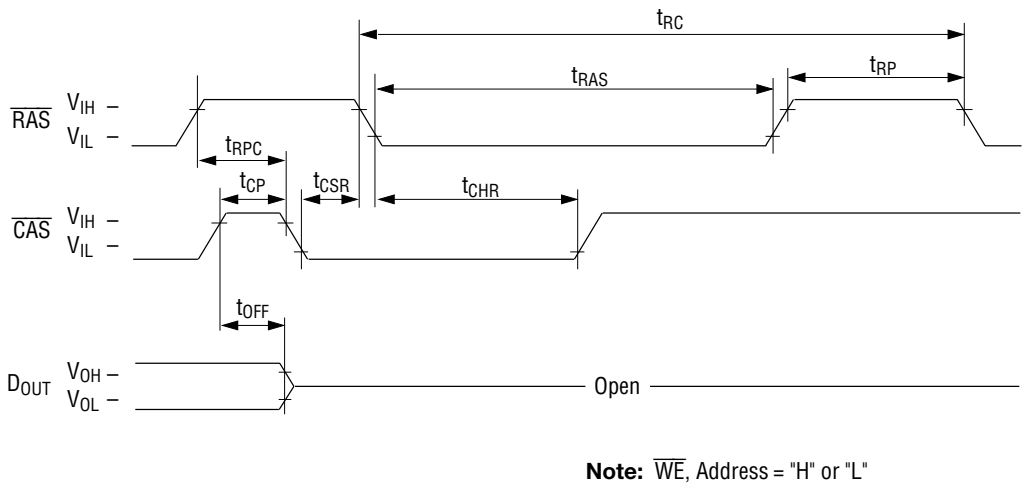 tRC
tRP
tRAS
RAS VIH –
VIL –
tRPC
tCP tCSR tCHR
CAS VIH –
VIL –
tOFF
DOUT VOH –
VOL –
Open
Note: WE, Address = "H" or "L"